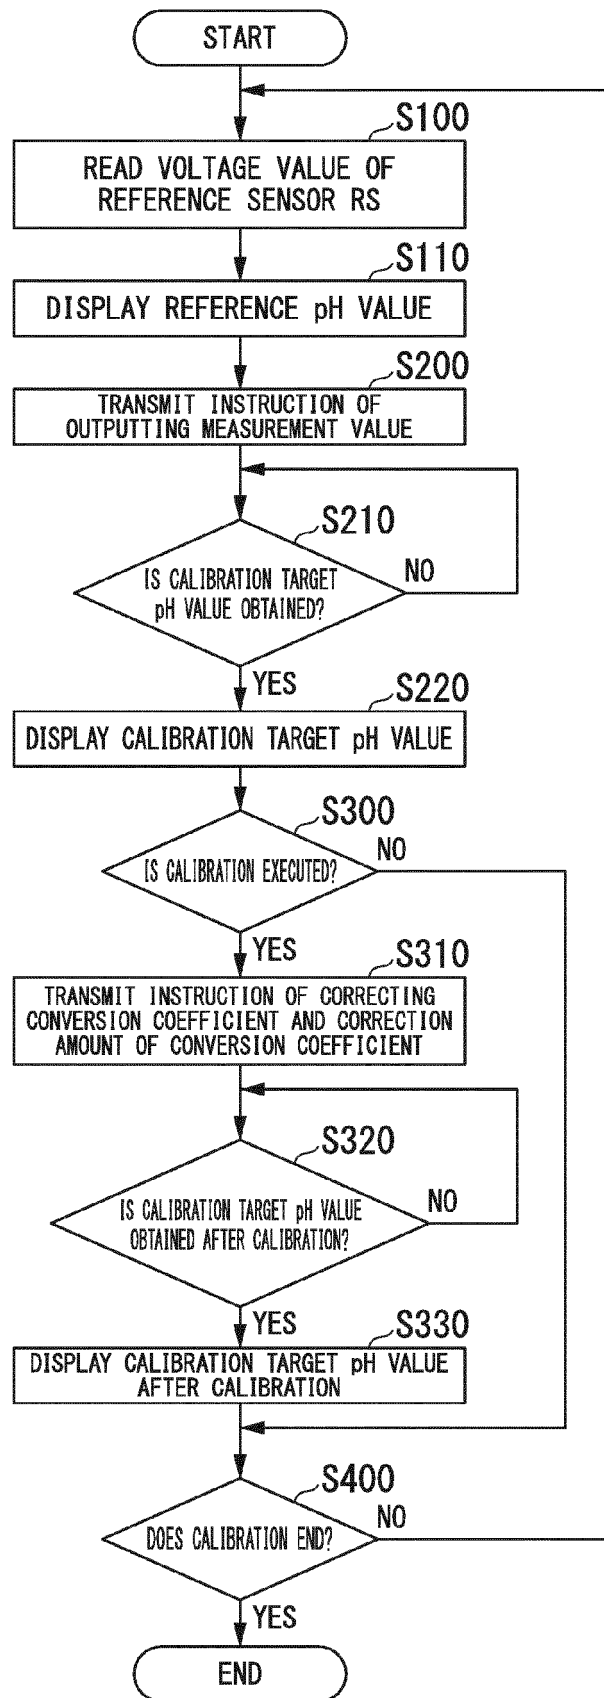 START
S100
READ VOLTAGE VALUE OF
REFERENCE SENSOR RS
S110
DISPLAY REFERENCE pH VALUE
S200
TRANSMIT INSTRUCTION OF
OUTPUTTING MEASUREMENT VALUE
S210
IS CALIBRATION TARGET
pH VALUE OBTAINED?
NO
YES
S220
DISPLAY CALIBRATION TARGET pH VALUE
S300
IS CALIBRATION EXECUTED?
NO
YES
S310
TRANSMIT INSTRUCTION OF CORRECTING
CONVERSION COEFFICIENT AND CORRECTION
AMOUNT OF CONVERSION COEFFICIENT
S320
IS CALIBRATION TARGET pH VALUE
OBTAINED AFTER CALIBRATION?
NO
YES
S330
DISPLAY CALIBRATION TARGET pH VALUE
AFTER CALIBRATION
S400
DOES CALIBRATION END?
NO
YES
END